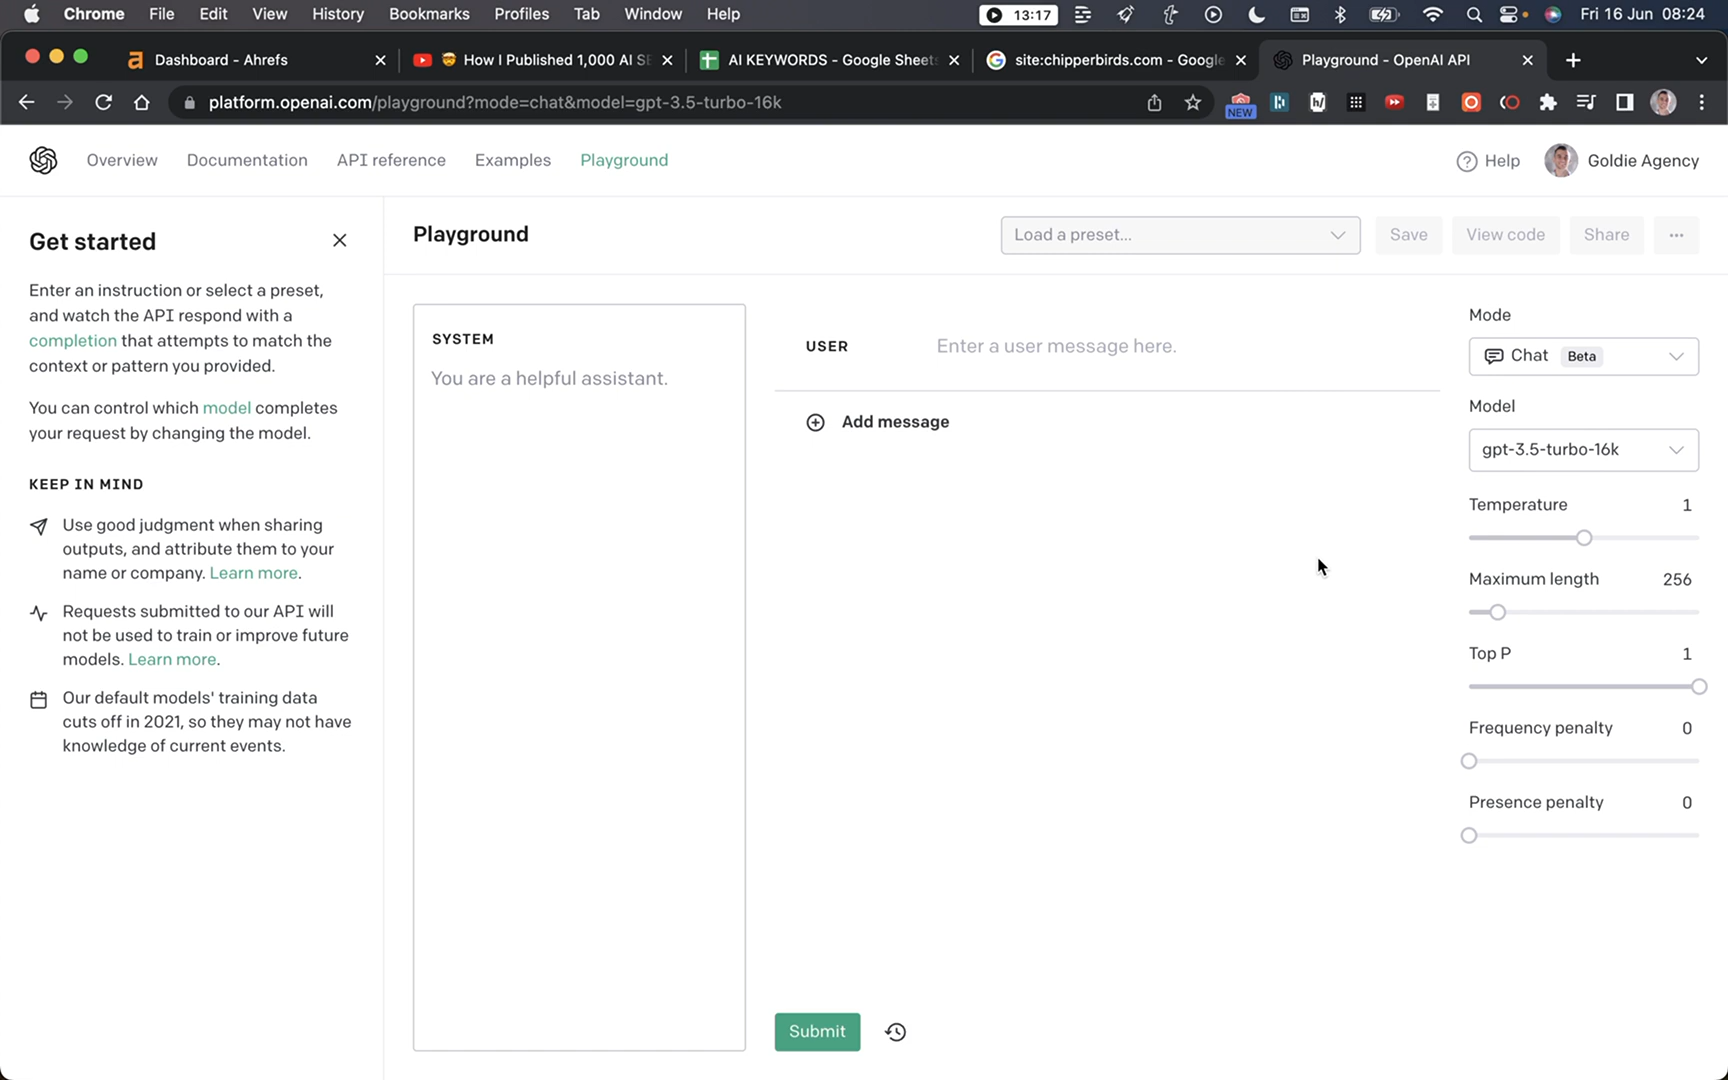 Chrome File Edit View History Bookmarks Profiles Tab Window Help 13:17 Fri 16 Jun 08:24
Dashboard - Ahrefs
How I Published 1,000 AI SE
AI KEYWORDS - Google Sheets
site:chipperbirds.com - Google
Playground - OpenAI API
platform.openai.com/playground?mode=chat&model=gpt-3.5-turbo-16k
NEW
Overview Documentation API reference Examples Playground Help Goldie Agency
Get started
Enter an instruction or select a preset,
and watch the API respond with a
completion that attempts to match the
context or pattern you provided.
You can control which model completes
your request by changing the model.
KEEP IN MIND
Use good judgment when sharing
outputs, and attribute them to your
name or company. Learn more.
Requests submitted to our API will
not be used to train or improve future
models. Learn more.
Our default models' training data
cuts off in 2021, so they may not have
knowledge of current events.
Playground
Load a preset... Save View code Share ...
SYSTEM
You are a helpful assistant.
USER Enter a user message here.
Add message
Submit
Mode
Chat Beta
Model
gpt-3.5-turbo-16k
Temperature 1
Maximum length 256
Top P 1
Frequency penalty 0
Presence penalty 0